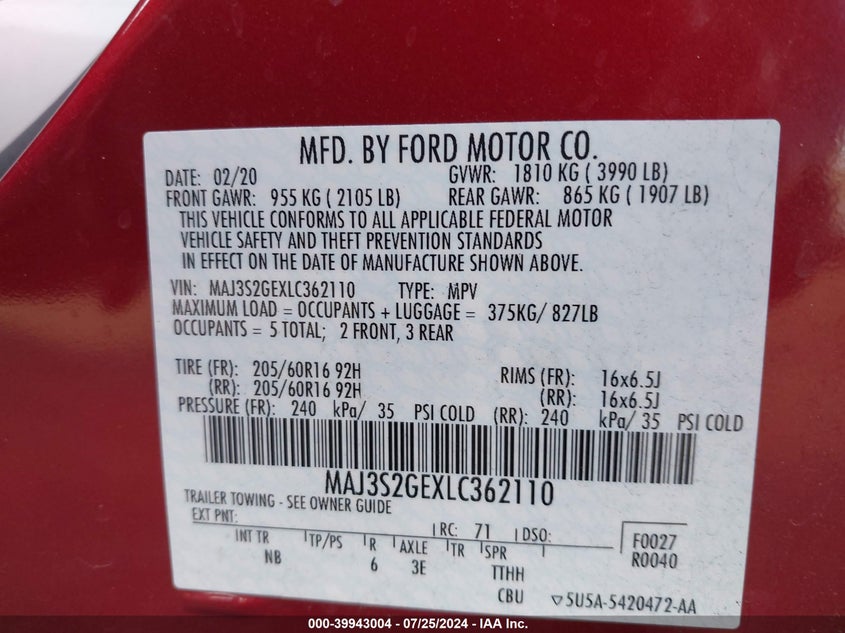 MFD. BY FORD MOTOR CO.
DATE: 02/20 GVWR: 1810 KG ( 3990 LB)
FRONT GAWR: 955 KG ( 2105 LB) REAR GAWR: 865 KG ( 1907 LB)
THIS VEHICLE CONFORMS TO ALL APPLICABLE FEDERAL MOTOR
VEHICLE SAFETY AND THEFT PREVENTION STANDARDS
IN EFFECT ON THE DATE OF MANUFACTURE SHOWN ABOVE.
VIN: MAJ3S2GEXLC362110 TYPE: MPV
MAXIMUM LOAD = OCCUPANTS + LUGGAGE = 375KG/ 827LB
OCCUPANTS = 5 TOTAL; 2 FRONT, 3 REAR
TIRE (FR): 205/60R16 92H RIMS (FR): 16x6.5J
(RR): 205/60R16 92H (RR): 16x6.5J
PRESSURE (FR): 240 kPa/ 35 PSI COLD (RR): 240 kPa/ 35 PSI COLD
MAJ3S2GEXLC362110
TRAILER TOWING - SEE OWNER GUIDE
EXT PNT: RC: 71 DSO: F0027
INT TR TP/PS R AXLE TR SPR R0040
NB 6 3E TTHH
CBU ▽5U5A-5420472-AA
000-39943004 | 07/25/2024 | IAA Inc.